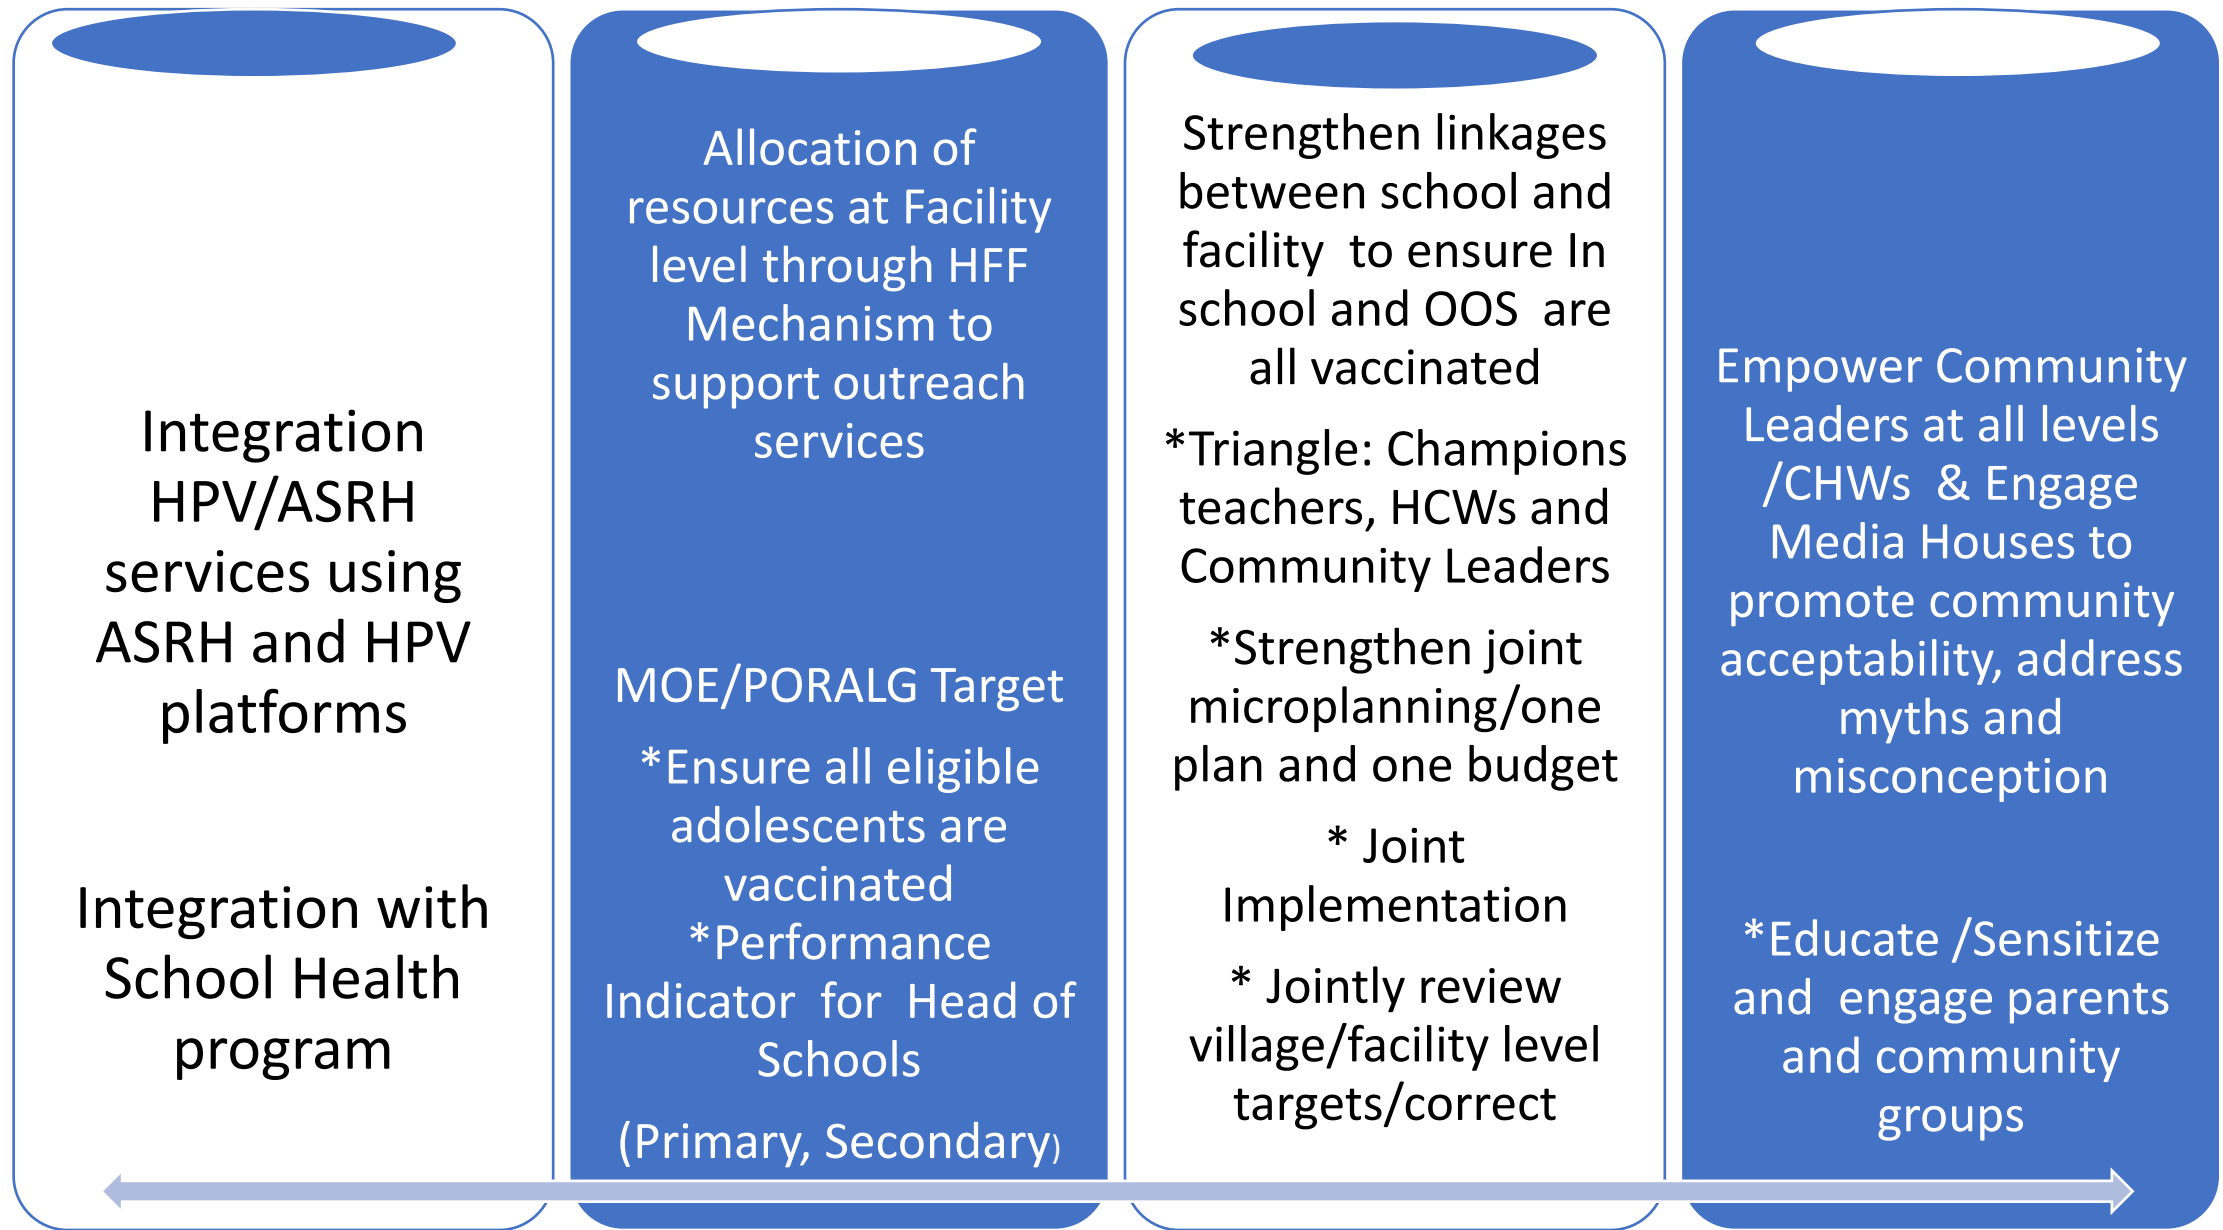 Integration
HPV/ASRH
services using
ASRH and HPV
platforms
Integration with
School Health
program
Allocation of
resources at Facility
level through HFF
Mechanism to
support outreach
services
MOE/PORALG Target
*Ensure all eligible
adolescents are
vaccinated
*Performance
Indicator for Head of
Schools
(Primary, Secondary)
Strengthen linkages
between school and
facility to ensure In
school and OOS are
all vaccinated
*Triangle: Champions
teachers, HCWs and
Community Leaders
*Strengthen joint
microplanning/one
plan and one budget
* Joint
Implementation
* Jointly review
village/facility level
targets/correct
Empower Community
Leaders at all levels
/CHWs & Engage
Media Houses to
promote community
acceptability, address
myths and
misconception
*Educate /Sensitize
and engage parents
and community
groups